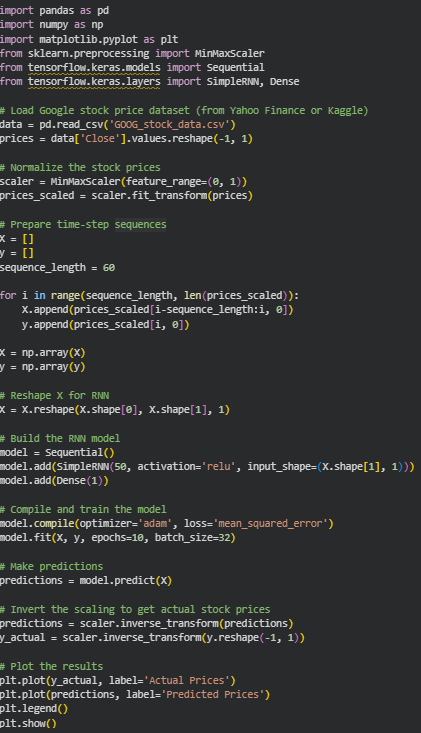 import pandas as pd
import numpy as np
import matplotlib.pyplot as plt
from sklearn.preprocessing import MinMaxScaler
from tensorflow.keras.models import Sequential
from tensorflow.keras.layers import SimpleRNN, Dense

# Load Google stock price dataset (from Yahoo Finance or Kaggle)
data = pd.read_csv('GOOG_stock_data.csv')
prices = data['Close'].values.reshape(-1, 1)

# Normalize the stock prices
scaler = MinMaxScaler(feature_range=(0, 1))
prices_scaled = scaler.fit_transform(prices)

# Prepare time-step sequences
X = []
y = []
sequence_length = 60

for i in range(sequence_length, len(prices_scaled)):
    X.append(prices_scaled[i-sequence_length:i, 0])
    y.append(prices_scaled[i, 0])

X = np.array(X)
y = np.array(y)

# Reshape X for RNN
X = X.reshape(X.shape[0], X.shape[1], 1)

# Build the RNN model
model = Sequential()
model.add(SimpleRNN(50, activation='relu', input_shape=(X.shape[1], 1)))
model.add(Dense(1))

# Compile and train the model
model.compile(optimizer='adam', loss='mean_squared_error')
model.fit(X, y, epochs=10, batch_size=32)

# Make predictions
predictions = model.predict(X)

# Invert the scaling to get actual stock prices
predictions = scaler.inverse_transform(predictions)
y_actual = scaler.inverse_transform(y.reshape(-1, 1))

# Plot the results
plt.plot(y_actual, label='Actual Prices')
plt.plot(predictions, label='Predicted Prices')
plt.legend()
plt.show()